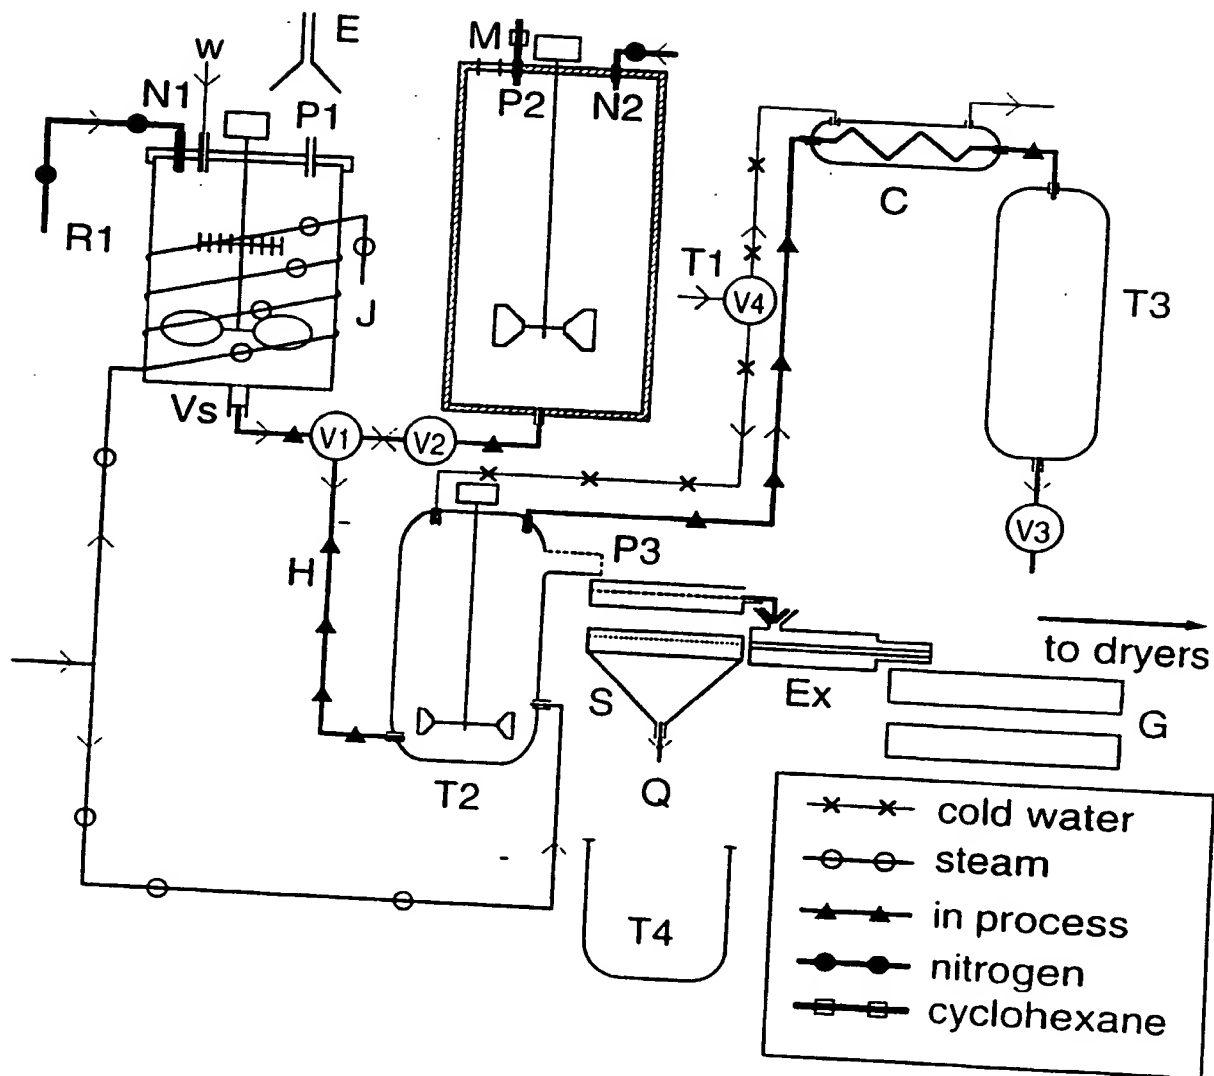 E
M
w
N1
P1
P2
N2
R1
C
T1
V4
T3
J
Vs
V1
V2
V3
P3
H
to dryers
Ex
S
G
T2
Q
cold water
steam
T4
in process
nitrogen
cyclohexane